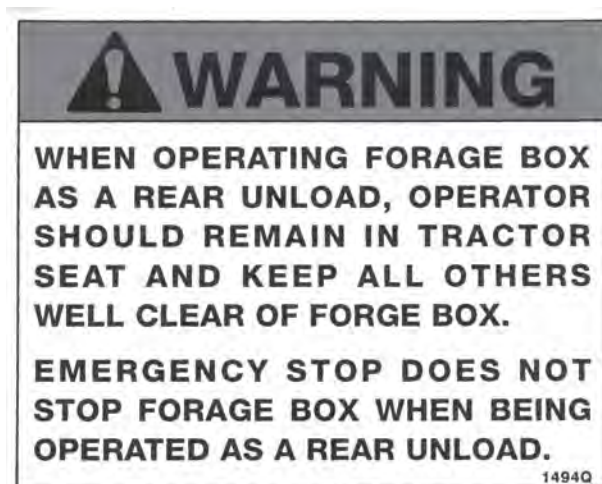 WARNING
WHEN OPERATING FORAGE BOX
AS A REAR UNLOAD, OPERATOR
SHOULD REMAIN IN TRACTOR
SEAT AND KEEP ALL OTHERS
WELL CLEAR OF FORGE BOX.
EMERGENCY STOP DOES NOT
STOP FORAGE BOX WHEN BEING
OPERATED AS A REAR UNLOAD.
1494Q